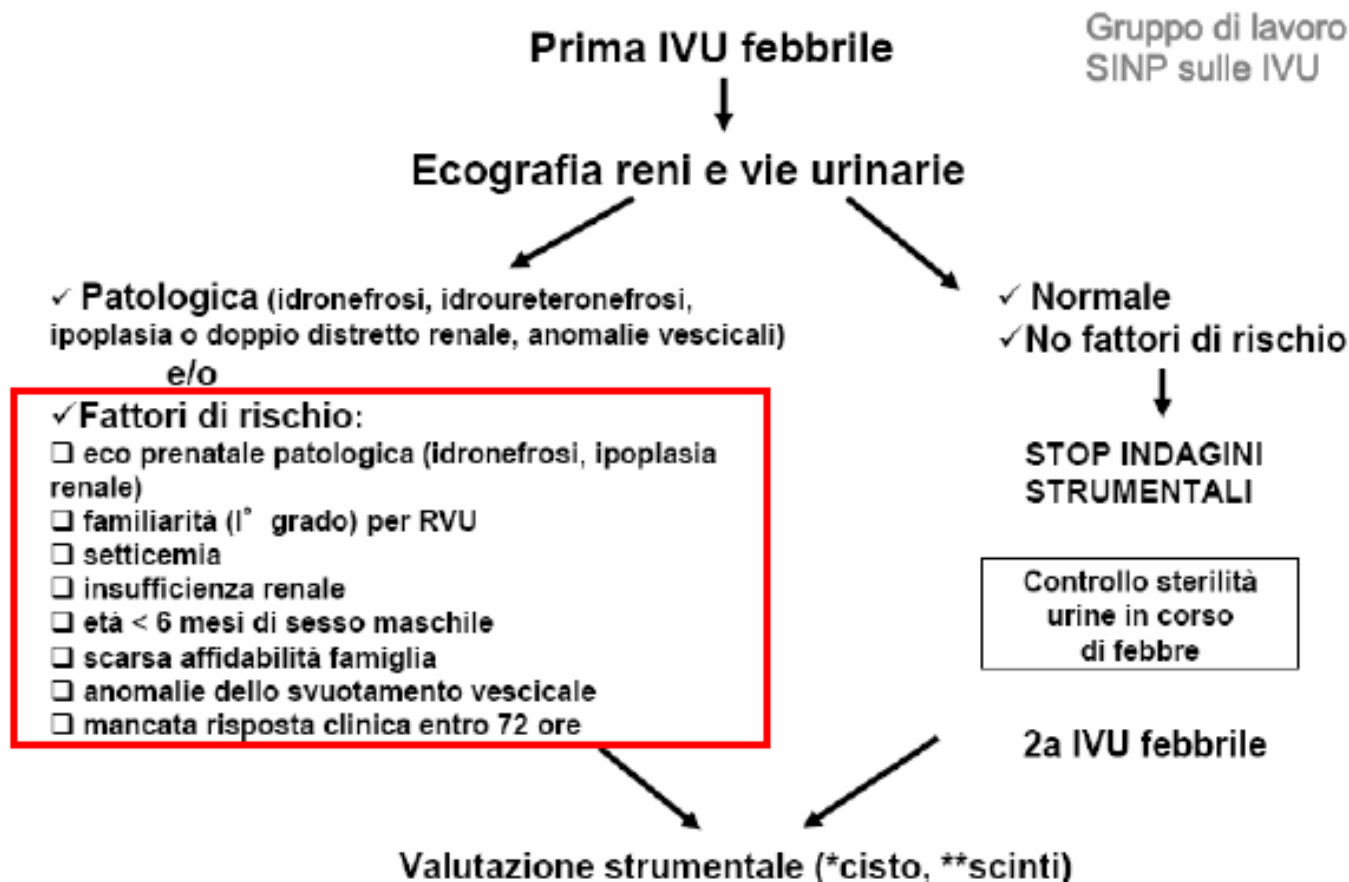 Gruppo di lavoro
SINP sulle IVU
Prima IVU febbrile
Ecografia reni e vie urinarie
✓ Patologica (idronefrosi, idroureteronefrosi,
ipoplasia o doppio distretto renale, anomalie vescicali)
e/o
✓Fattori di rischio:
❑ eco prenatale patologica (idronefrosi, ipoplasia
renale)
❑ familiarità (I° grado) per RVU
❑ setticemia
❑ insufficienza renale
❑ età < 6 mesi di sesso maschile
❑ scarsa affidabilità famiglia
❑ anomalie dello svuotamento vescicale
❑ mancata risposta clinica entro 72 ore
✓ Normale
✓No fattori di rischio
STOP INDAGINI
STRUMENTALI
Controllo sterilità
urine in corso
di febbre
2a IVU febbrile
Valutazione strumentale (*cisto, **scinti)